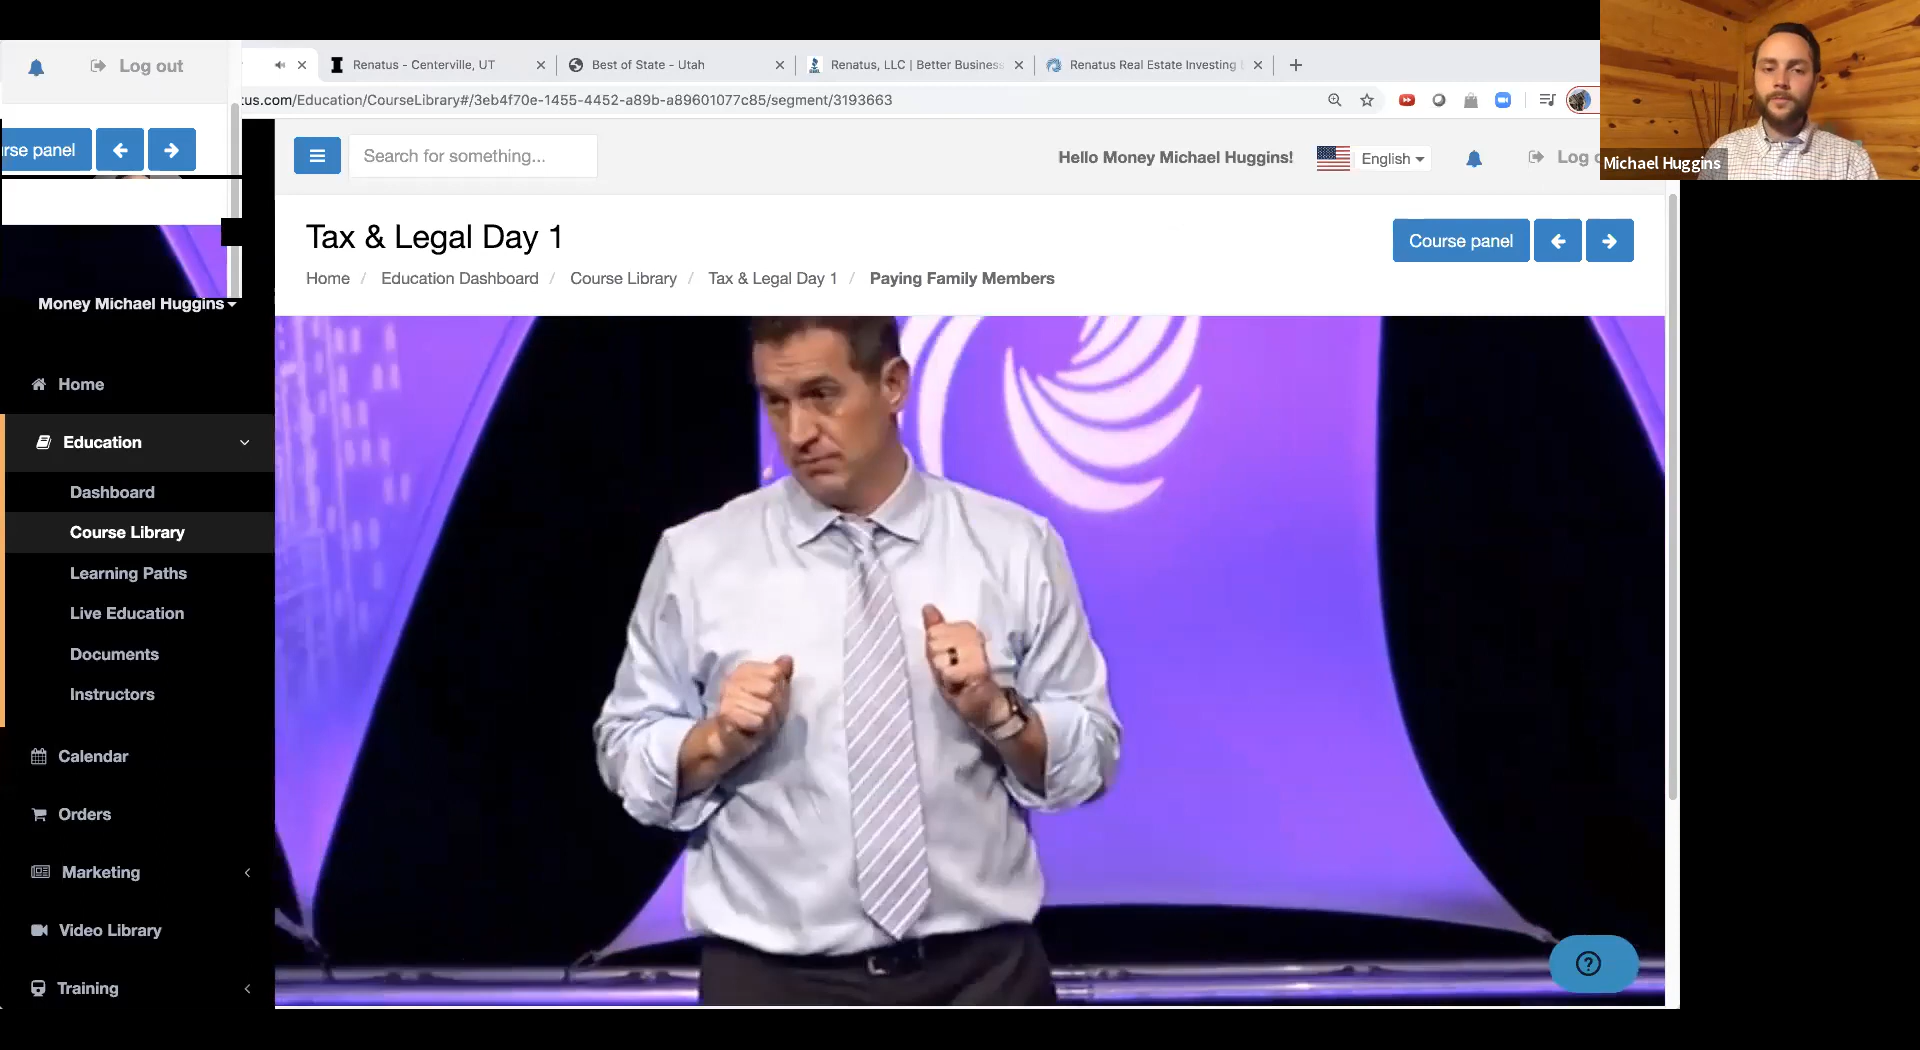 Log out
rse panel
Renatus - Centerville, UT
Best of State - Utah
Renatus, LLC | Better Business
Renatus Real Estate Investing
tus.com/Education/CourseLibrary#/3eb4f70e-1455-4452-a89b-a89601077c85/segment/3193663
Search for something...
Hello Money Michael Huggins!
English
Log
Michael Huggins
Tax & Legal Day 1
Course panel
Home / Education Dashboard / Course Library / Tax & Legal Day 1 / Paying Family Members
Money Michael Huggins
Home
Education
Dashboard
Course Library
Learning Paths
Live Education
Documents
Instructors
Calendar
Orders
Marketing
Video Library
Training